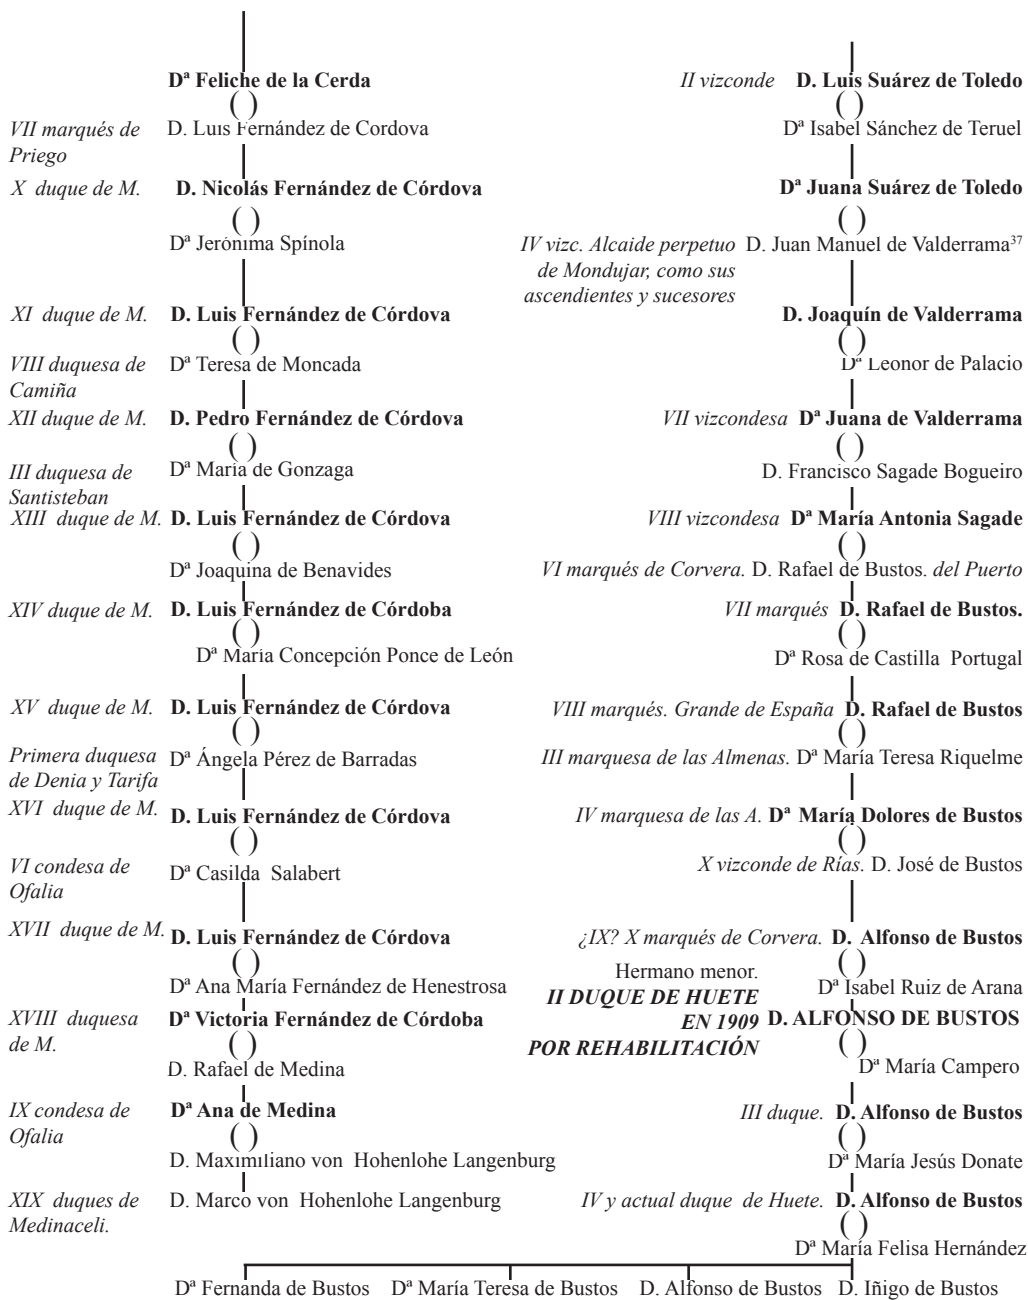 Dª Feliche de la Cerda
( )
VII marqués de D. Luis Fernández de Cordova
Priego
X duque de M. D. Nicolás Fernández de Córdova
( )
Dª Jerónima Spínola
XI duque de M. D. Luis Fernández de Córdova
( )
VIII duquesa de Dª Teresa de Moncada
Camiña
XII duque de M. D. Pedro Fernández de Córdova
( )
III duquesa de Dª María de Gonzaga
Santisteban
XIII duque de M. D. Luis Fernández de Córdova
( )
Dª Joaquina de Benavides
XIV duque de M. D. Luis Fernández de Córdoba
( )
Dª María Concepción Ponce de León
XV duque de M. D. Luis Fernández de Córdova
( )
Primera duquesa Dª Ángela Pérez de Barradas
de Denia y Tarifa
XVI duque de M. D. Luis Fernández de Córdova
( )
VI condesa de Dª Casilda Salabert
Ofalia
XVII duque de M. D. Luis Fernández de Córdova
( )
Dª Ana María Fernández de Henestrosa
XVIII duquesa Dª Victoria Fernández de Córdoba
de M. ( )
D. Rafael de Medina
IX condesa de Dª Ana de Medina
Ofalia ( )
D. Maximiliano von Hohenlohe Langenburg
XIX duques de D. Marco von Hohenlohe Langenburg
Medinaceli.
II vizconde D. Luis Suárez de Toledo
( )
Dª Isabel Sánchez de Teruel
Dª Juana Suárez de Toledo
( )
IV vizc. Alcaide perpetuo D. Juan Manuel de Valderrama37
de Mondujar, como sus
ascendientes y sucesores
D. Joaquín de Valderrama
( )
Dª Leonor de Palacio
VII vizcondesa Dª Juana de Valderrama
( )
D. Francisco Sagade Bogueiro
VIII vizcondesa Dª María Antonia Sagade
( )
VI marqués de Corvera. D. Rafael de Bustos. del Puerto
VII marqués D. Rafael de Bustos.
( )
Dª Rosa de Castilla Portugal
VIII marqués. Grande de España D. Rafael de Bustos
( )
III marquesa de las Almenas. Dª María Teresa Riquelme
IV marquesa de las A. Dª María Dolores de Bustos
( )
X vizconde de Rías. D. José de Bustos
¿IX? X marqués de Corvera. D. Alfonso de Bustos
Hermano menor. ( )
Dª Isabel Ruiz de Arana
II DUQUE DE HUETE
EN 1909 D. ALFONSO DE BUSTOS
POR REHABILITACIÓN ( )
Dª María Campero
III duque. D. Alfonso de Bustos
( )
Dª María Jesús Donate
IV y actual duque de Huete. D. Alfonso de Bustos
( )
Dª María Felisa Hernández
Dª Fernanda de Bustos Dª María Teresa de Bustos D. Alfonso de Bustos D. Iñigo de Bustos